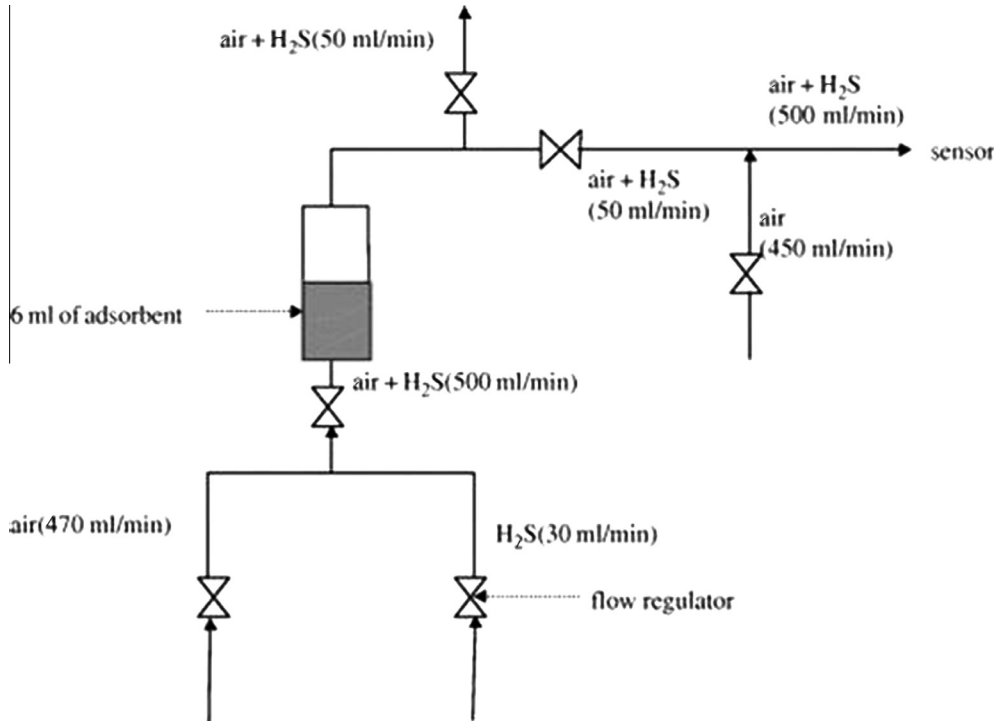 air + H₂S(50 ml/min)
air + H₂S
(500 ml/min)
sensor
air + H₂S
(50 ml/min)
air
(450 ml/min)
6 ml of adsorbent
air + H₂S(500 ml/min)
air(470 ml/min)
H₂S(30 ml/min)
flow regulator